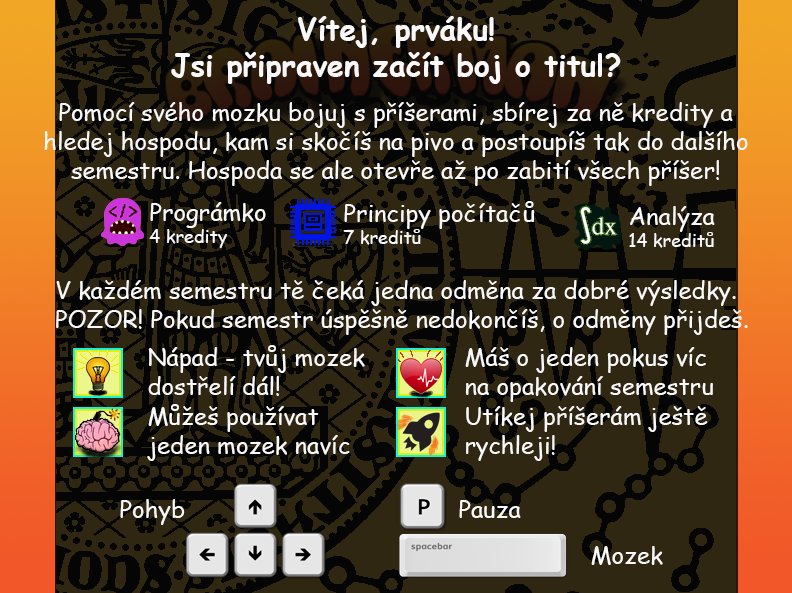 Vítej, prváku!
Jsi připraven začít boj o titul?
Pomocí svého mozku bojuj s příšerami, sbírej za ně kredity a
hledej hospodu, kam si skočíš na pivo a postoupíš tak do dalšího
semestru. Hospoda se ale otevře až po zabití všech příšer!
</>
Prográmko
4 kredity
Principy počítačů
7 kreditů
∫dx
Analýza
14 kreditů
V každém semestru tě čeká jedna odměna za dobré výsledky.
POZOR! Pokud semestr úspěšně nedokončíš, o odměny přijdeš.
Nápad - tvůj mozek
dostřelí dál!
Máš o jeden pokus víc
na opakování semestru
Můžeš používat
jeden mozek navíc
Utíkej příšerám ještě
rychleji!
Pohyb
↑
P
Pauza
← ↓ →
spacebar
Mozek